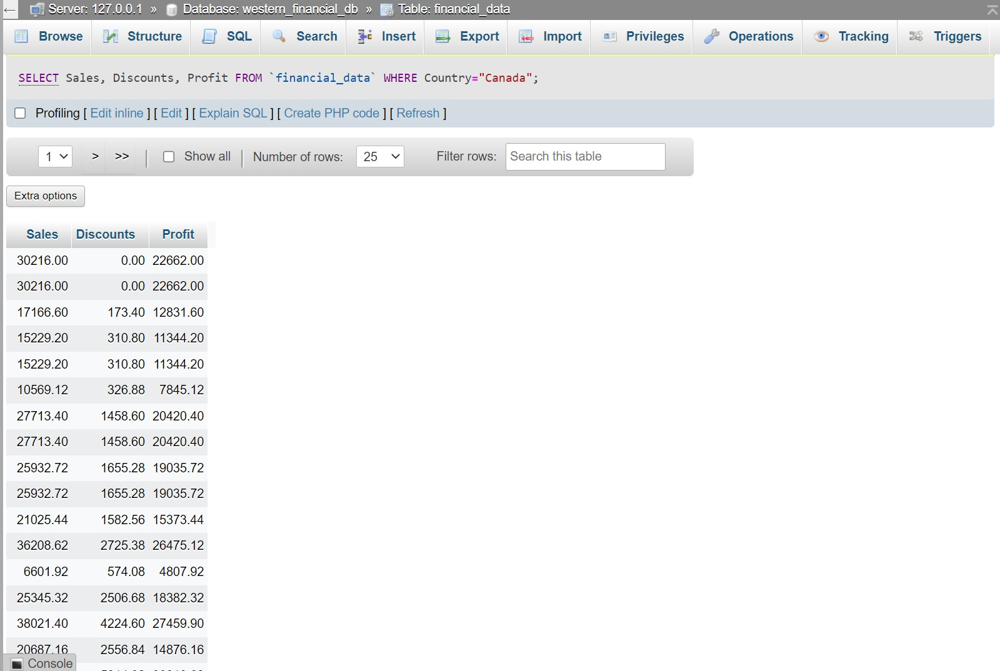 ← Server: 127.0.0.1 » Database: western_financial_db » Table: financial_data
Browse Structure SQL Search Insert Export Import Privileges Operations Tracking Triggers
SELECT Sales, Discounts, Profit FROM `financial_data` WHERE Country="Canada";
Profiling [ Edit inline ] [ Edit ] [ Explain SQL ] [ Create PHP code ] [ Refresh ]
1 > >> | Show all | Number of rows: 25 Filter rows: Search this table
Extra options
Sales Discounts Profit
30216.00 0.00 22662.00
30216.00 0.00 22662.00
17166.60 173.40 12831.60
15229.20 310.80 11344.20
15229.20 310.80 11344.20
10569.12 326.88 7845.12
27713.40 1458.60 20420.40
27713.40 1458.60 20420.40
25932.72 1655.28 19035.72
25932.72 1655.28 19035.72
21025.44 1582.56 15373.44
36208.62 2725.38 26475.12
6601.92 574.08 4807.92
25345.32 2506.68 18382.32
38021.40 4224.60 27459.90
20687.16 2556.84 14876.16
Console